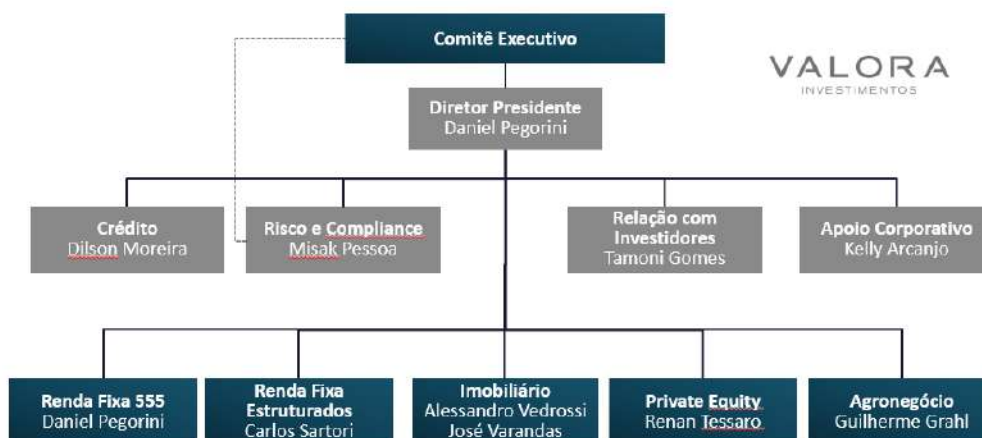 Comitê Executivo
VALORA
INVESTIMENTOS
Diretor Presidente
Daniel Pegorini
Crédito
Dilson Moreira
Risco e Compliance
Misak Pessoa
Relação com
Investidores
Tamoni Gomes
Apoio Corporativo
Kelly Arcanjo
Renda Fixa 555
Daniel Pegorini
Renda Fixa
Estruturados
Carlos Sartori
Imobiliário
Alessandro Vedrossi
José Varandas
Private Equity
Renan Tessaro
Agronegócio
Guilherme Grahl